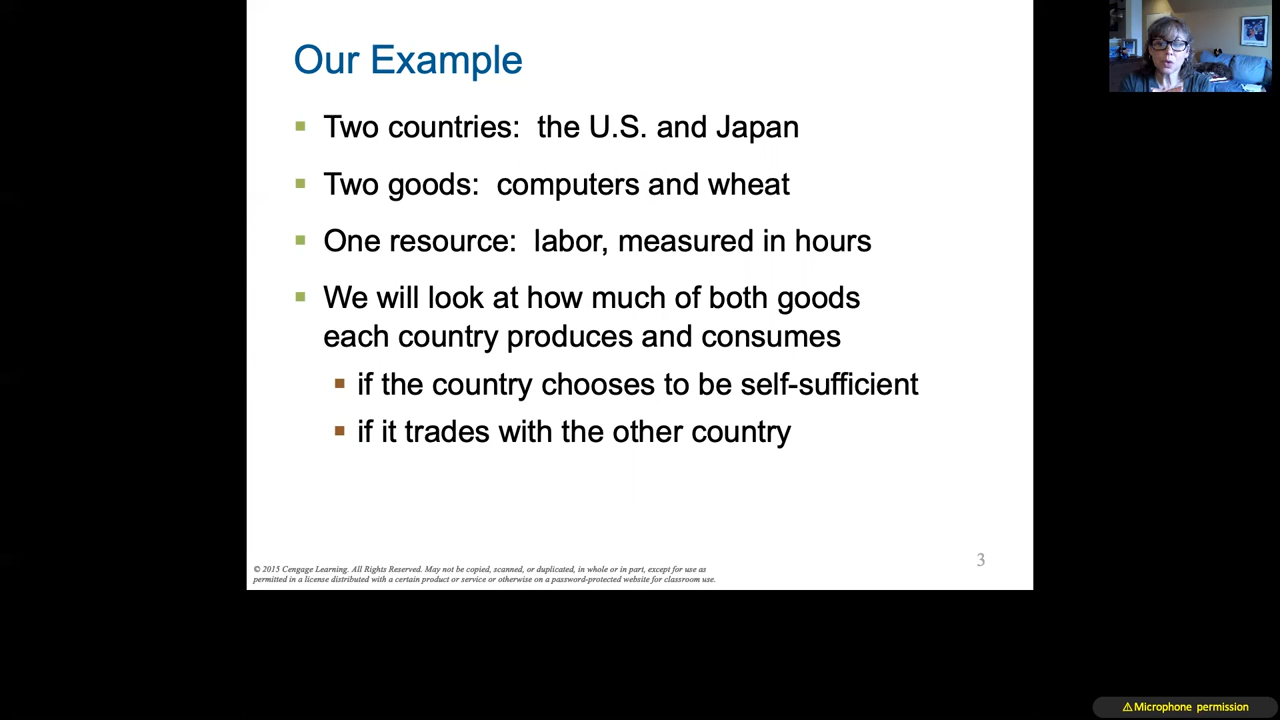 Our Example
▪ Two countries: the U.S. and Japan
▪ Two goods: computers and wheat
▪ One resource: labor, measured in hours
▪ We will look at how much of both goods
each country produces and consumes
▪ if the country chooses to be self-sufficient
▪ if it trades with the other country
3
© 2015 Cengage Learning. All Rights Reserved. May not be copied, scanned, or duplicated, in whole or in part, except for use as
permitted in a license distributed with a certain product or service or otherwise on a password-protected website for classroom use.
⚠Microphone permission